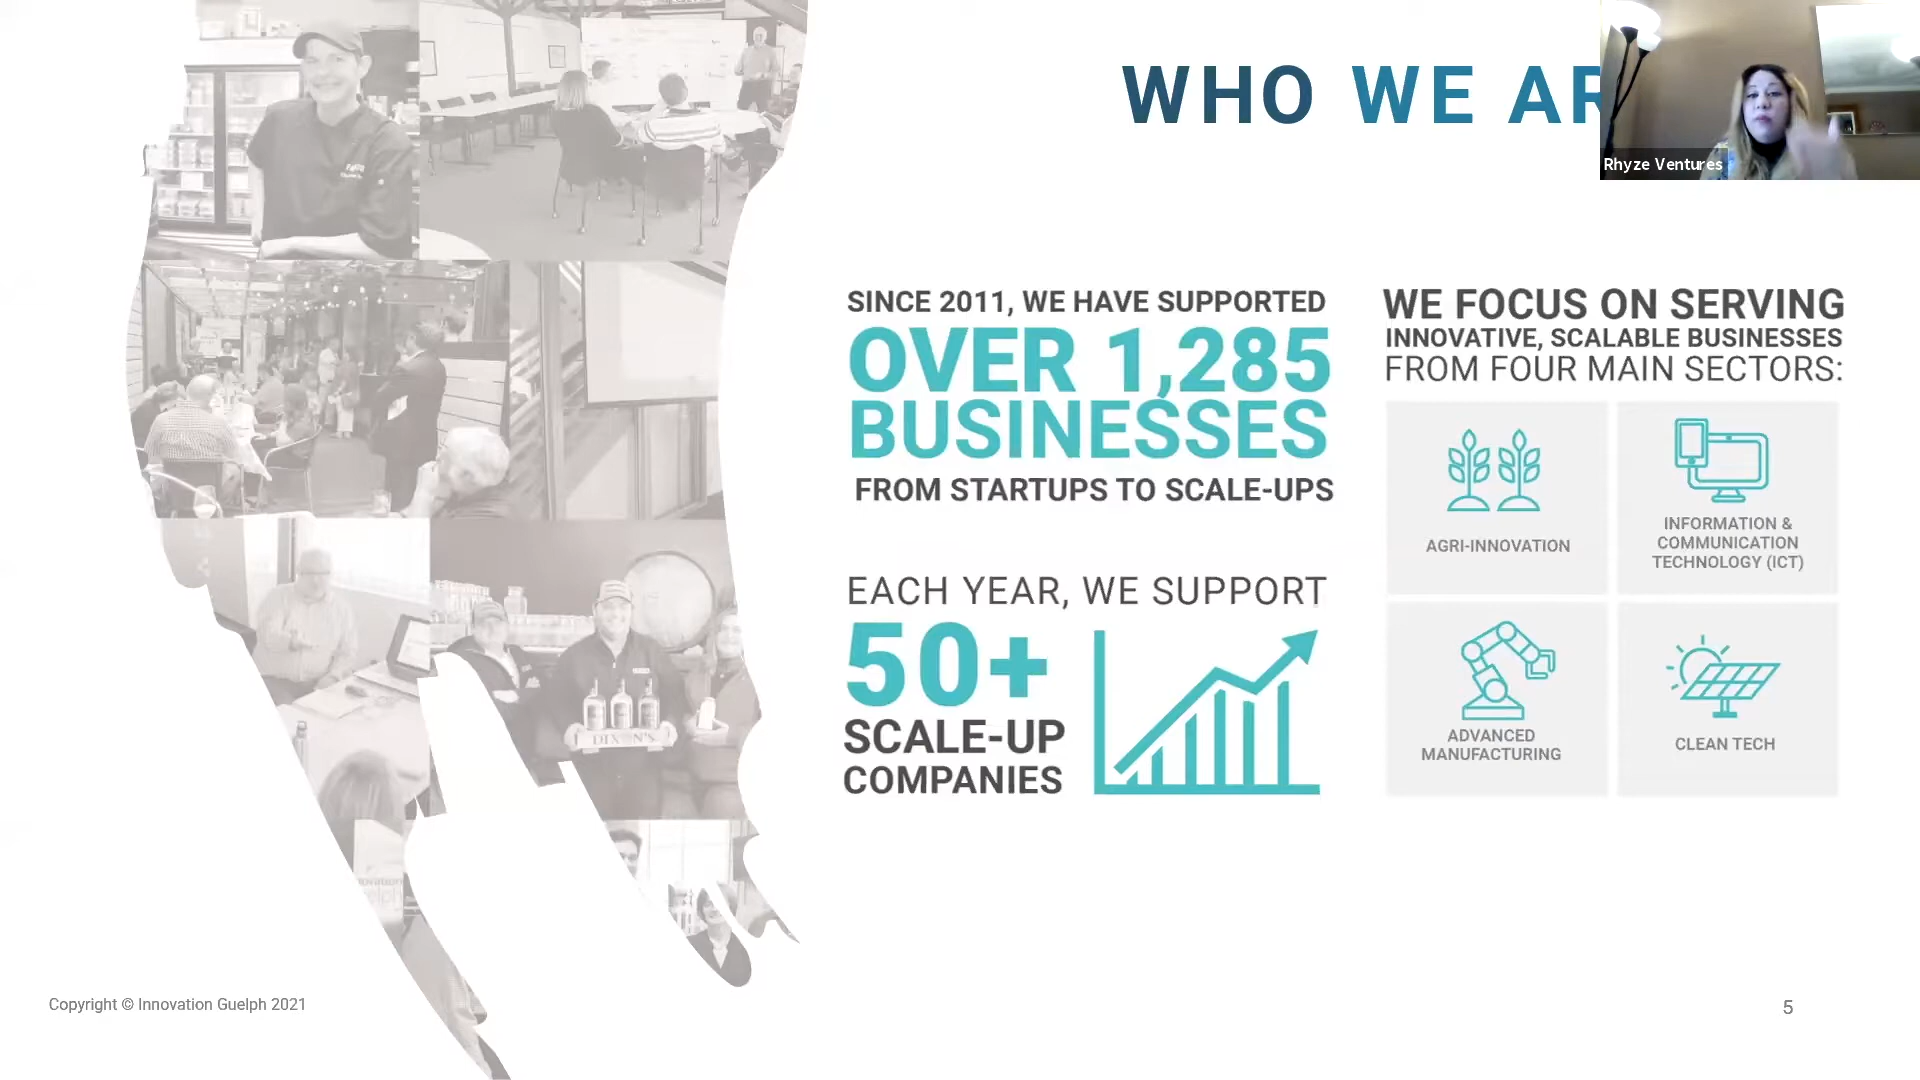 WHO WE AR
Rhyze Ventures
SINCE 2011, WE HAVE SUPPORTED
OVER 1,285
BUSINESSES
FROM STARTUPS TO SCALE-UPS
EACH YEAR, WE SUPPORT
50+
SCALE-UP
COMPANIES
WE FOCUS ON SERVING
INNOVATIVE, SCALABLE BUSINESSES
FROM FOUR MAIN SECTORS:
AGRI-INNOVATION
INFORMATION &
COMMUNICATION
TECHNOLOGY (ICT)
ADVANCED
MANUFACTURING
CLEAN TECH
DIXON'S
Copyright © Innovation Guelph 2021
5